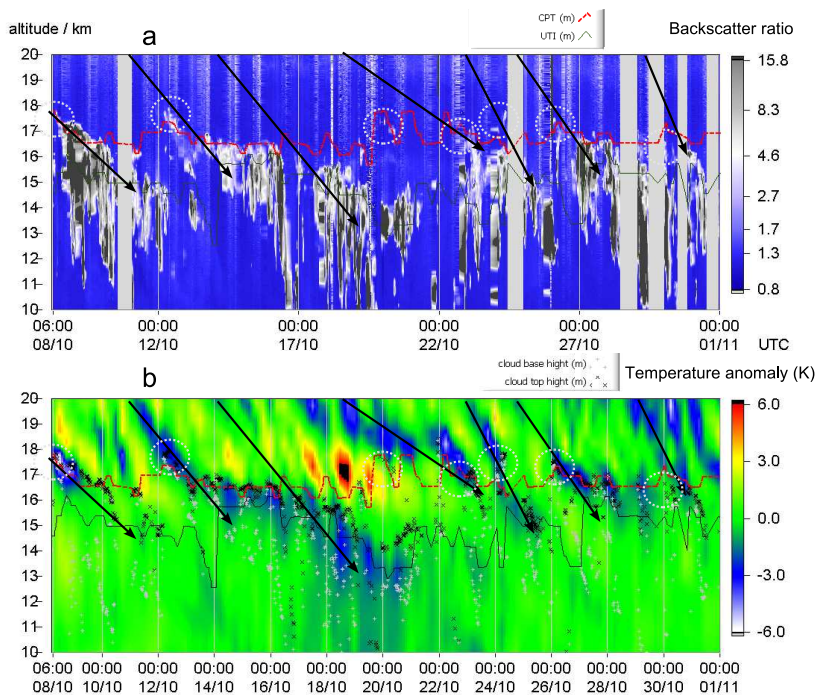 altitude / km
a
CPT (m)
UTI (m)
Backscatter ratio
20
19
18
17
16
15
14
13
12
11
10
15.8
8.3
4.6
2.7
1.7
1.3
0.8
06:00 00:00 00:00 00:00 00:00 00:00
08/10 12/10 17/10 22/10 27/10 01/11 UTC
b
cloud base hight (m)
cloud top hight (m)
Temperature anomaly (K)
20
19
18
17
16
15
14
13
12
11
10
6.0
3.0
0.0
-3.0
-6.0
06:00 00:00 00:00 00:00 00:00 00:00 00:00 00:00 00:00 00:00 00:00 00:00 00:00
08/10 10/10 12/10 14/10 16/10 18/10 20/10 22/10 24/10 26/10 28/10 30/10 01/11